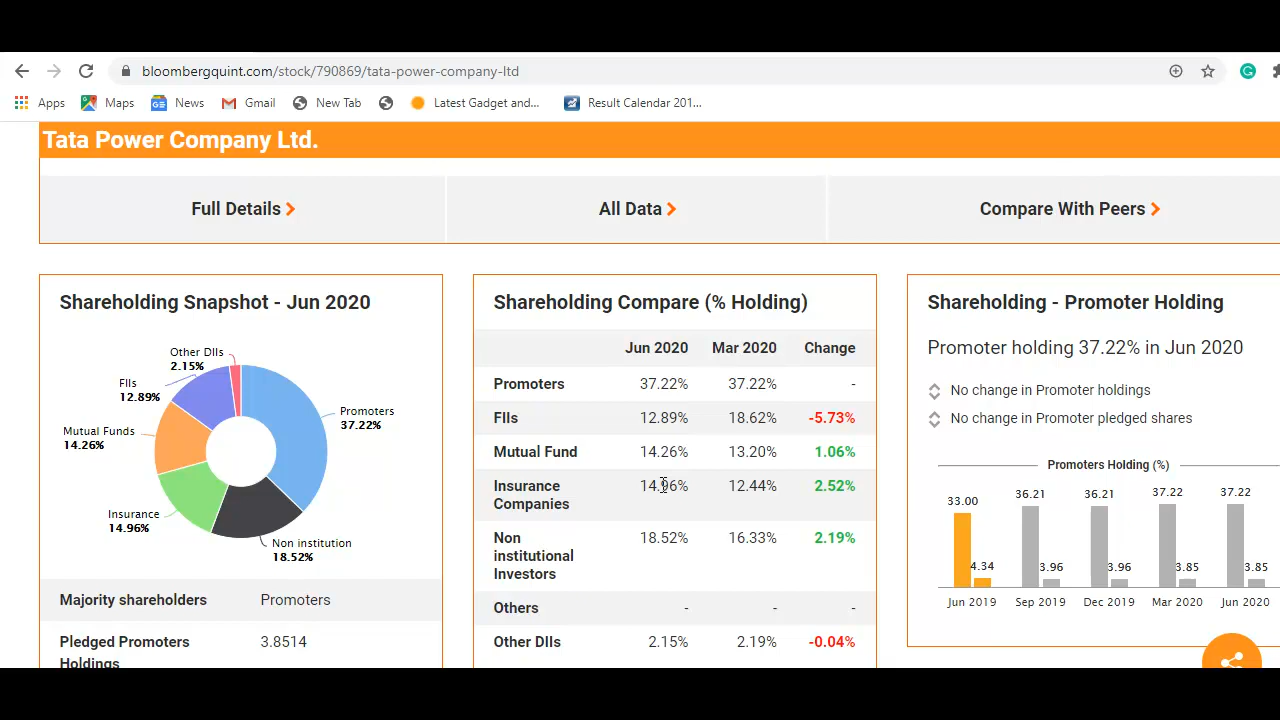 bloombergquint.com/stock/790869/tata-power-company-ltd
Apps Maps News Gmail New Tab Latest Gadget and... Result Calendar 201...
Tata Power Company Ltd.
Full Details All Data Compare With Peers
Shareholding Snapshot - Jun 2020
Other DIIs
2.15%
FIIs
12.89%
Promoters
37.22%
Mutual Funds
14.26%
Insurance
14.96%
Non institution
18.52%
Majority shareholders Promoters
Pledged Promoters 3.8514
Holdings
Shareholding Compare (% Holding)
Jun 2020 Mar 2020 Change
Promoters 37.22% 37.22% -
FIIs 12.89% 18.62% -5.73%
Mutual Fund 14.26% 13.20% 1.06%
Insurance 14.96% 12.44% 2.52%
Companies
Non 18.52% 16.33% 2.19%
institutional
Investors
Others - - -
Other DIIs 2.15% 2.19% -0.04%
Shareholding - Promoter Holding
Promoter holding 37.22% in Jun 2020
No change in Promoter holdings
No change in Promoter pledged shares
Promoters Holding (%)
33.00 36.21 36.21 37.22 37.22
4.34 3.96 3.96 3.85 3.85
Jun 2019 Sep 2019 Dec 2019 Mar 2020 Jun 2020